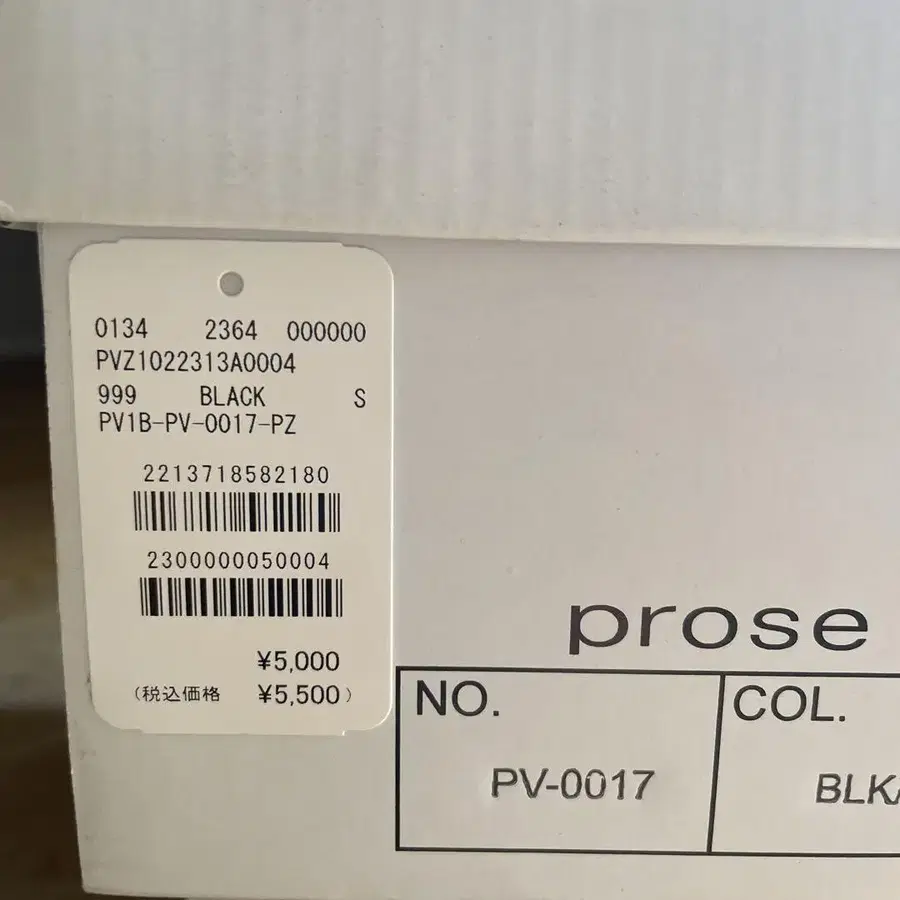 0134 2364 000000
PVZ1022313A0004
999 BLACK S
PV1B-PV-0017-PZ
2213718582180
2300000050004
¥5,000
(税込価格 ¥5,500)
prose
NO. COL.
PV-0017 BLK